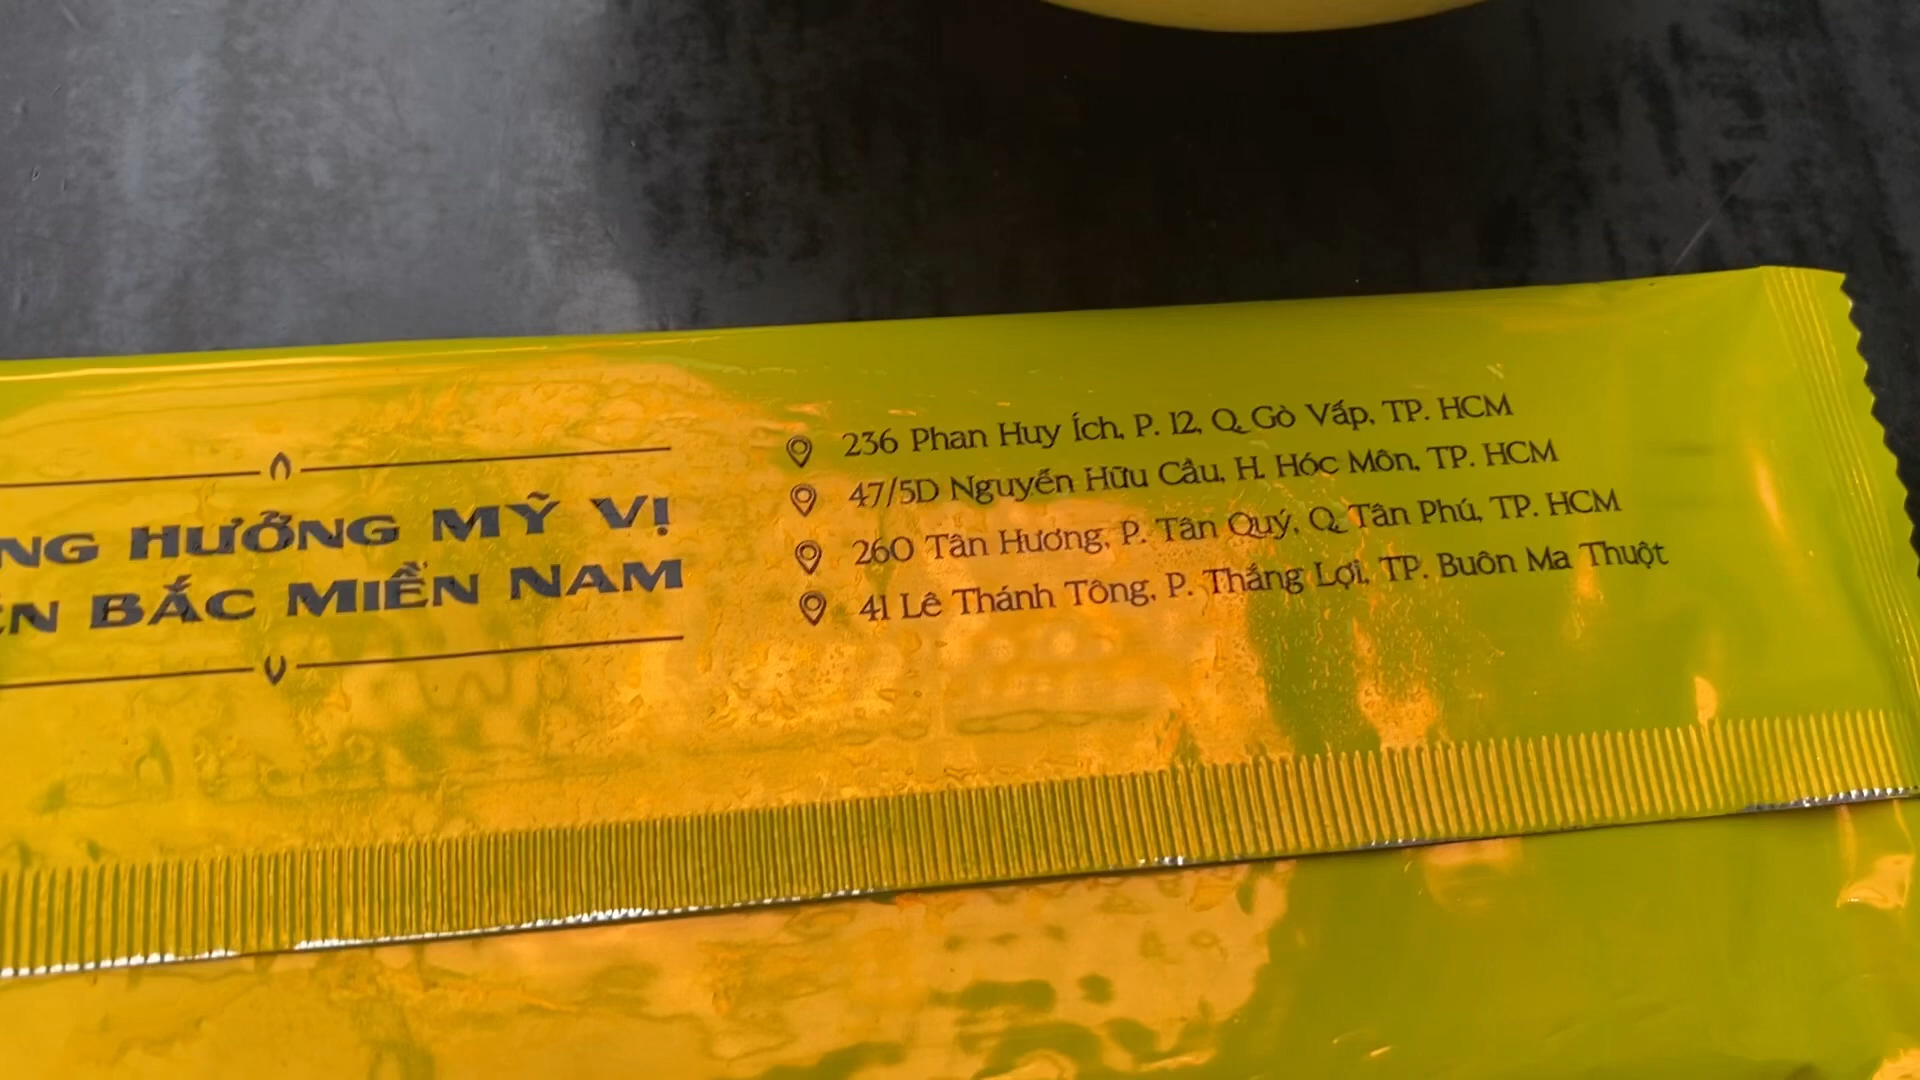 HƯỞNG MỸ VỊ
BẮC MIỀN NAM
236 Phan Huy Ích, P. 12, Q. Gò Vấp, TP. HCM
47/5D Nguyễn Hữu Cầu, H. Hóc Môn, TP. HCM
260 Tân Hương, P. Tân Quý, Q. Tân Phú, TP. HCM
41 Lê Thánh Tông, P. Thắng Lợi, TP. Buôn Ma Thuột